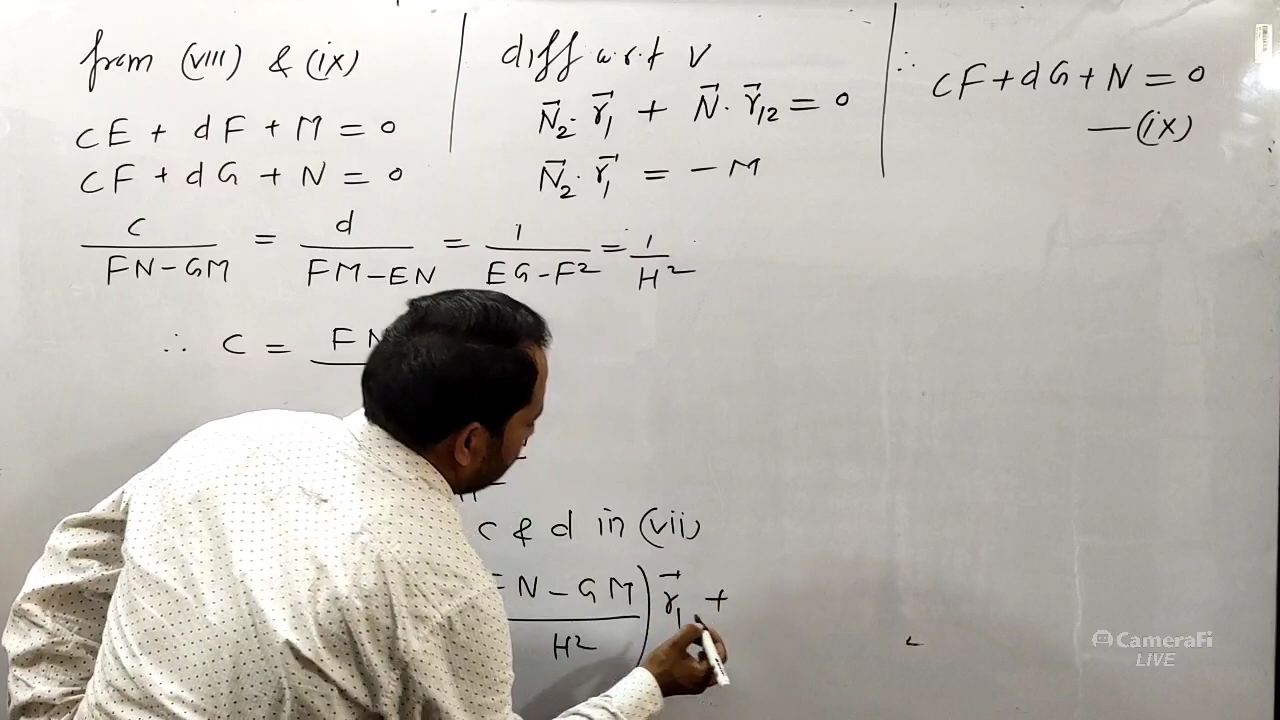 from (viii) & (ix)
cE + dF + M = 0
cF + dG + N = 0
c/(FN-GM) = d/(FM-EN) = 1/(EG-F²) = 1/H²
∴ c = FN
c & d in (vii)
N-GM/H²) r⃗₁ +
diff w.r.t v
N⃗₂. r⃗₁ + N⃗. r⃗₁₂ = 0
N⃗₂. r⃗₁ = - M
∴ cF+dG+N = 0
—(ix)
CameraFi
LIVE